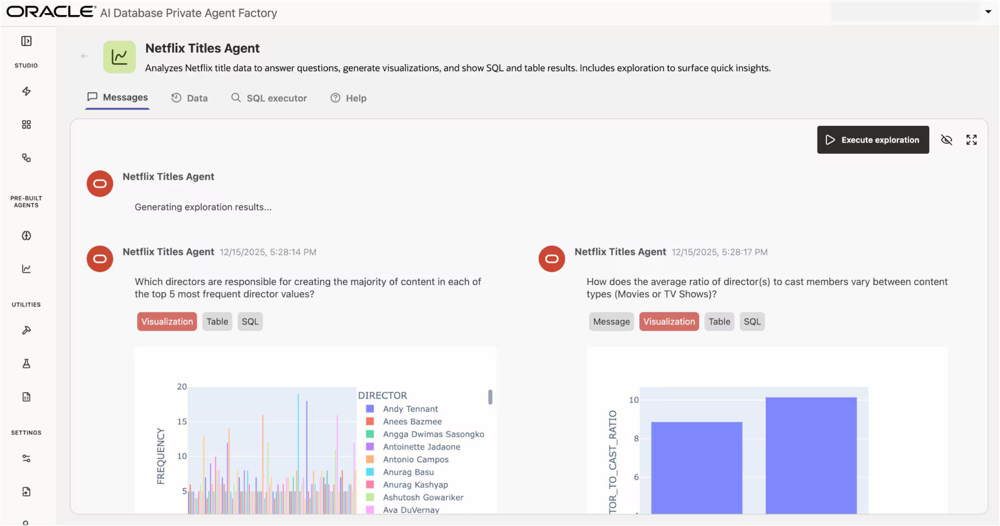 ORACLE® AI Database Private Agent Factory
STUDIO
PRE-BUILT
AGENTS
UTILITIES
SETTINGS
Netflix Titles Agent
Analyzes Netflix title data to answer questions, generate visualizations, and show SQL and table results. Includes exploration to surface quick insights.
Messages
Data
SQL executor
Help
Execute exploration
Netflix Titles Agent
Generating exploration results...
Netflix Titles Agent 12/15/2025, 5:28:14 PM
Which directors are responsible for creating the majority of content in each of
the top 5 most frequent director values?
Visualization
Table
SQL
20
15
10
5
FREQUENCY
DIRECTOR
Andy Tennant
Anees Bazmee
Angga Dwimas Sasongko
Antoinette Jadaone
Antonio Campos
Anurag Basu
Anurag Kashyap
Ashutosh Gowariker
Ava DuVernay
Netflix Titles Agent 12/15/2025, 5:28:17 PM
How does the average ratio of director(s) to cast members vary between content
types (Movies or TV Shows)?
Message
Visualization
Table
SQL
10
8
6
TOR_TO_CAST_RATIO